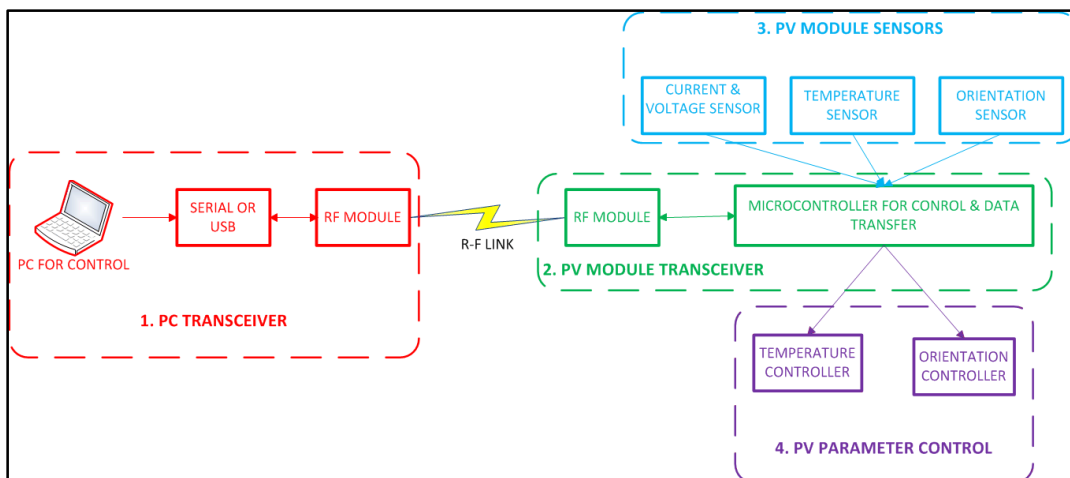 3. PV MODULE SENSORS
CURRENT &
VOLTAGE SENSOR
TEMPERATURE
SENSOR
ORIENTATION
SENSOR
SERIAL OR
USB
RF MODULE
PC FOR CONTROL
1. PC TRANSCEIVER
R-F LINK
RF MODULE
MICROCONTROLLER FOR CONRL & DATA
TRANSFER
2. PV MODULE TRANSCEIVER
TEMPERATURE
CONTROLLER
ORIENTATION
CONTROLLER
4. PV PARAMETER CONTROL